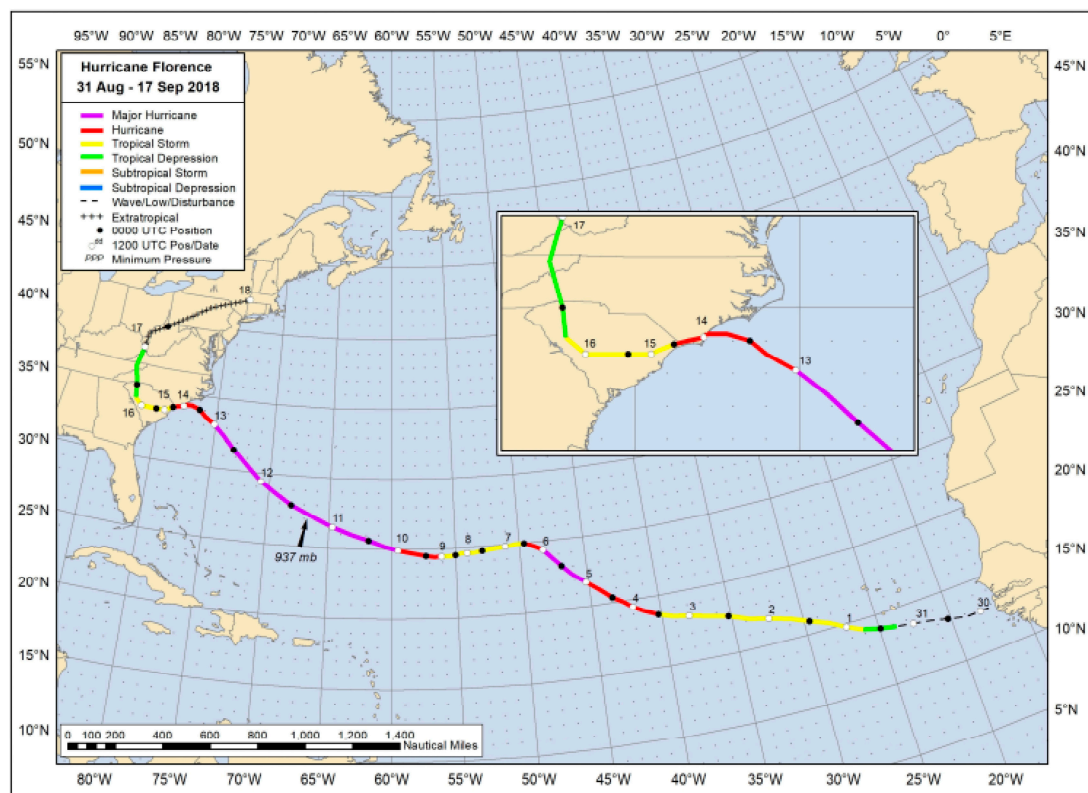 95°W 90°W 85°W 80°W 75°W 70°W 65°W 60°W 55°W 50°W 45°W 40°W 35°W 30°W 25°W 20°W 15°W 10°W 5°W 0° 5°E
55°N
50°N
45°N
40°N
35°N
30°N
25°N
20°N
15°N
10°N
Hurricane Florence
31 Aug - 17 Sep 2018
Major Hurricane
Hurricane
Tropical Storm
Tropical Depression
Subtropical Storm
Subtropical Depression
Wave/Low/Disturbance
Extratropical
0000 UTC Position
1200 UTC Pos/Date
PPP Minimum Pressure
45°N
40°N
35°N
30°N
25°N
20°N
15°N
10°N
5°N
17
16
15
14
13
18
17
16
15
14
13
12
11
10
9
8
7
6
5
4
3
2
1
31
30
937 mb
0 100 200 400 600 800 1,000 1,200 1,400
Nautical Miles
80°W 75°W 70°W 65°W 60°W 55°W 50°W 45°W 40°W 35°W 30°W 25°W 20°W